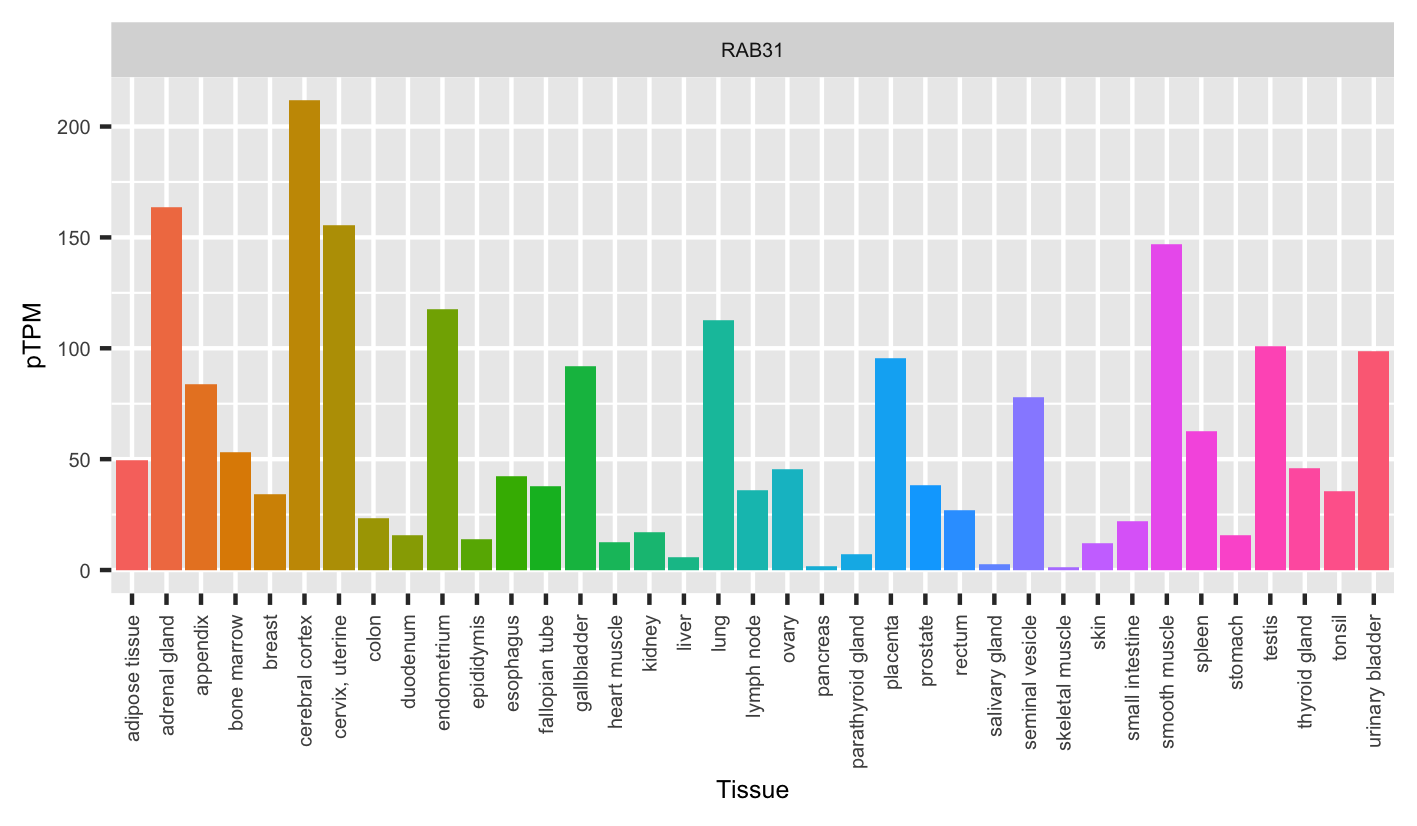 RAB31
200
150
100
50
0
pTPM
adipose tissue
adrenal gland
appendix
bone marrow
breast
cerebral cortex
cervix, uterine
colon
duodenum
endometrium
epididymis
esophagus
fallopian tube
gallbladder
heart muscle
kidney
liver
lung
lymph node
ovary
pancreas
parathyroid gland
placenta
prostate
rectum
salivary gland
seminal vesicle
skeletal muscle
skin
small intestine
smooth muscle
spleen
stomach
testis
thyroid gland
tonsil
urinary bladder
Tissue